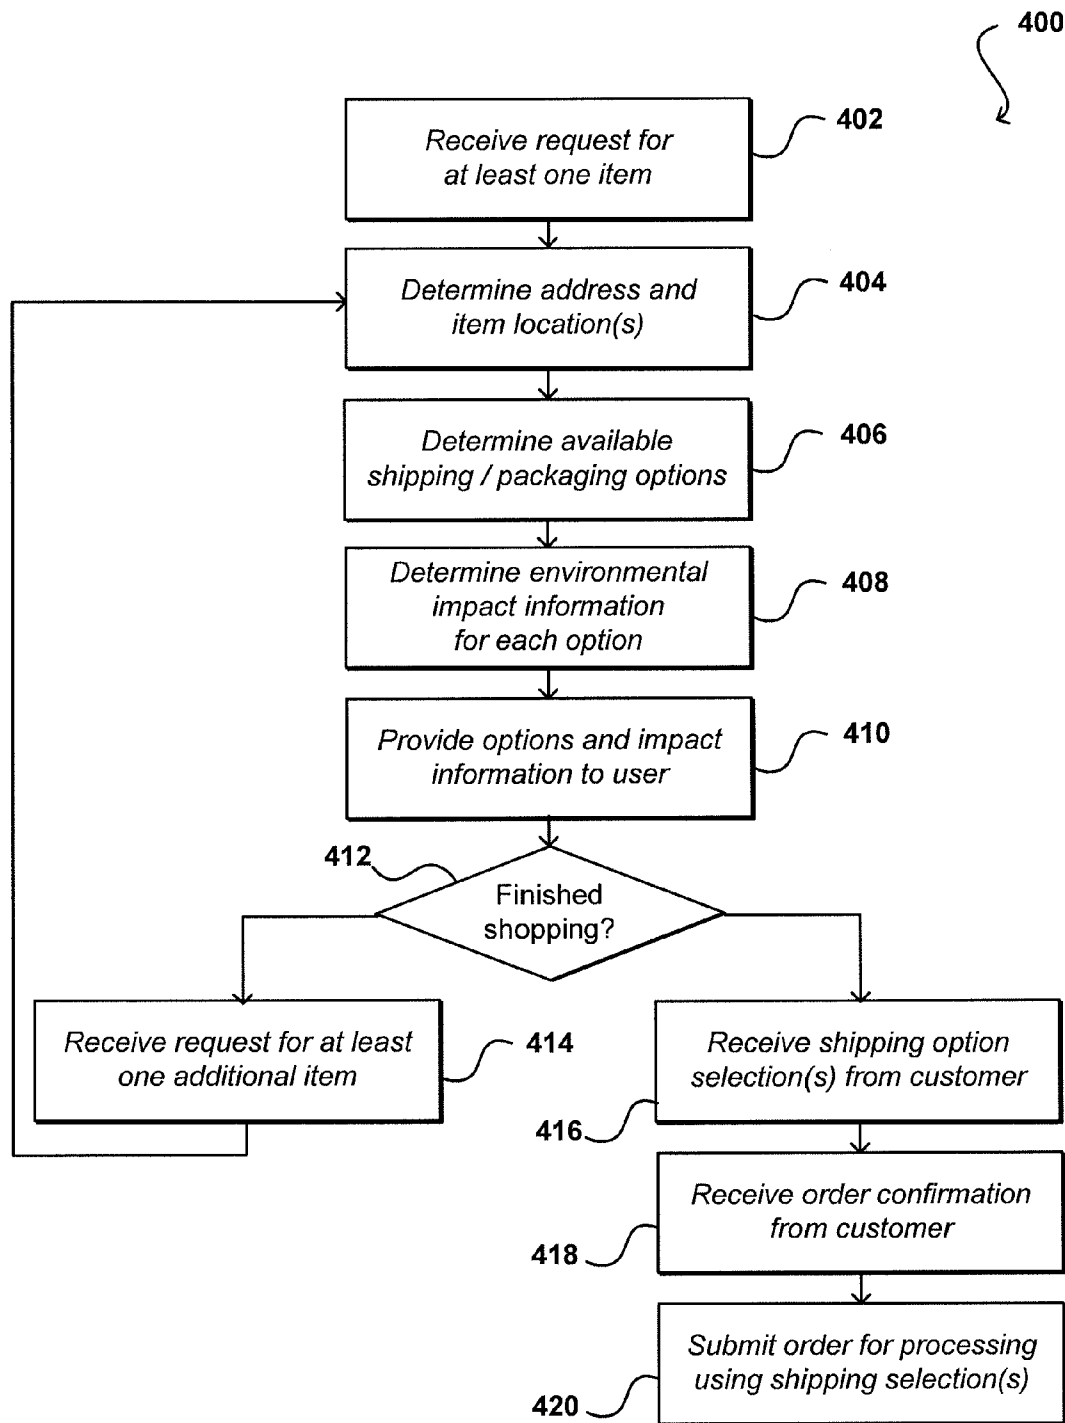 400
Receive request for
at least one item
402
Determine address and
item location(s)
404
Determine available
shipping / packaging options
406
Determine environmental
impact information
for each option
408
Provide options and impact
information to user
410
412
Finished
shopping?
Receive request for at least
one additional item
414
Receive shipping option
selection(s) from customer
416
Receive order confirmation
from customer
418
Submit order for processing
using shipping selection(s)
420